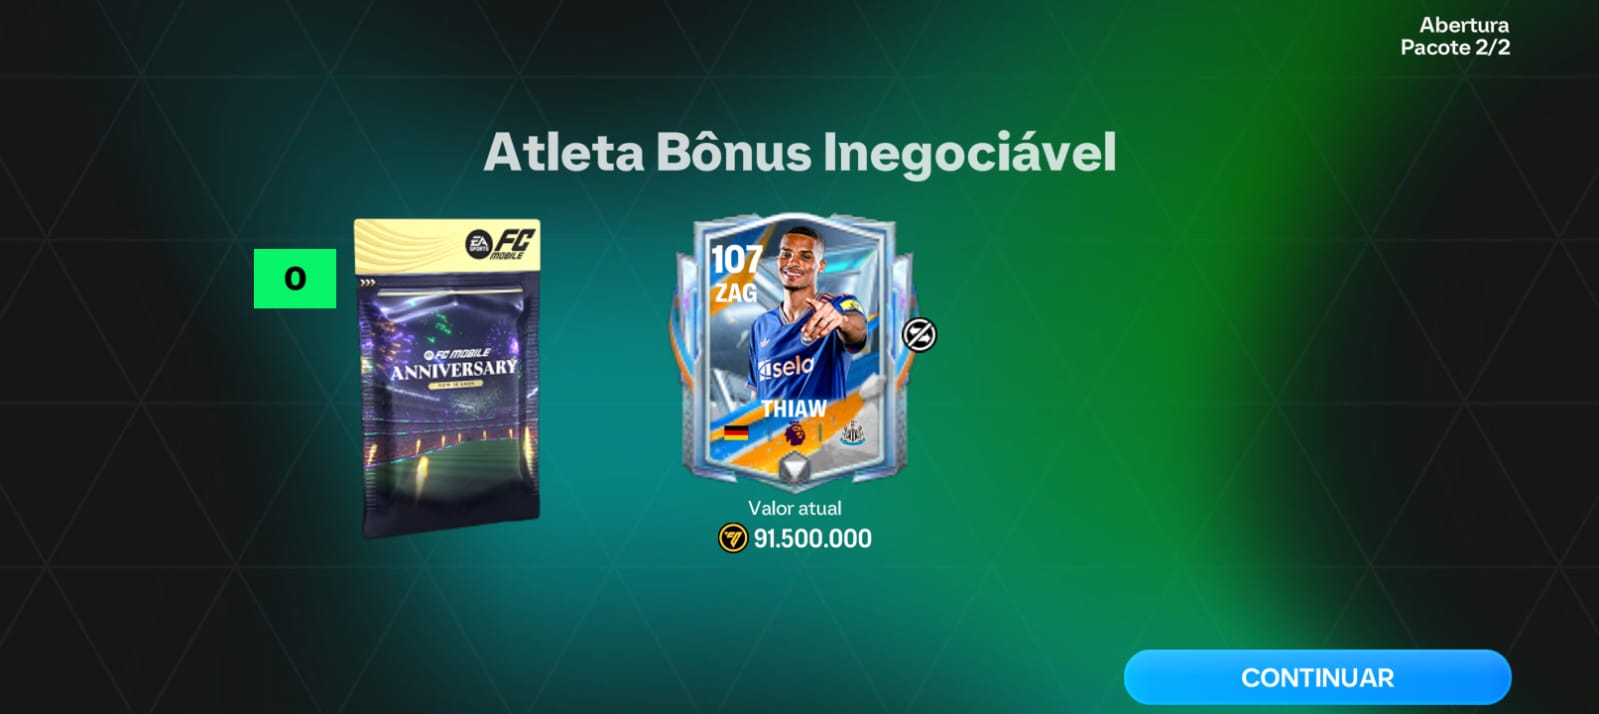 Abertura
Pacote 2/2
Atleta Bônus Inegociável
0
EA SPORTS FC MOBILE
FC MOBILE
ANNIVERSARY
107
ZAG
sela
THIAW
Valor atual
91.500.000
CONTINUAR